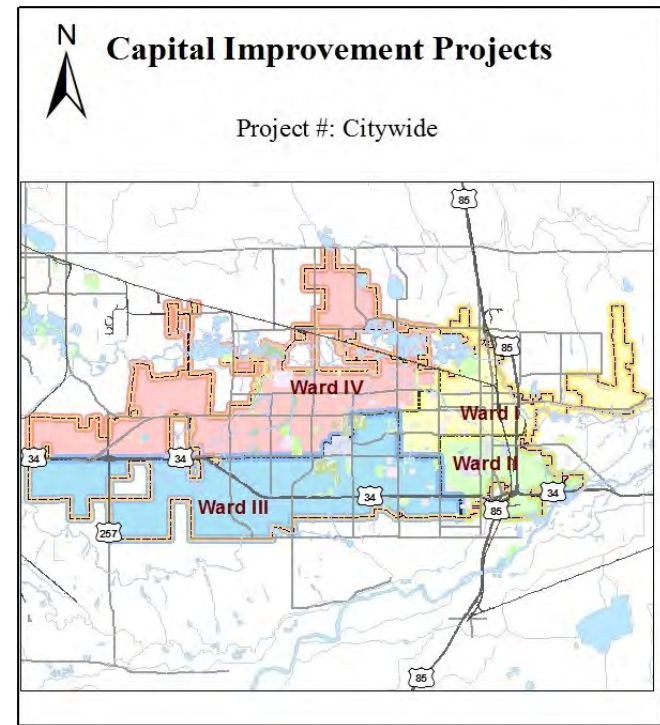 N
Capital Improvement Projects
Project #: Citywide
85
85
Ward IV
Ward I
34
34
Ward II
34
34
Ward III
85
257
85